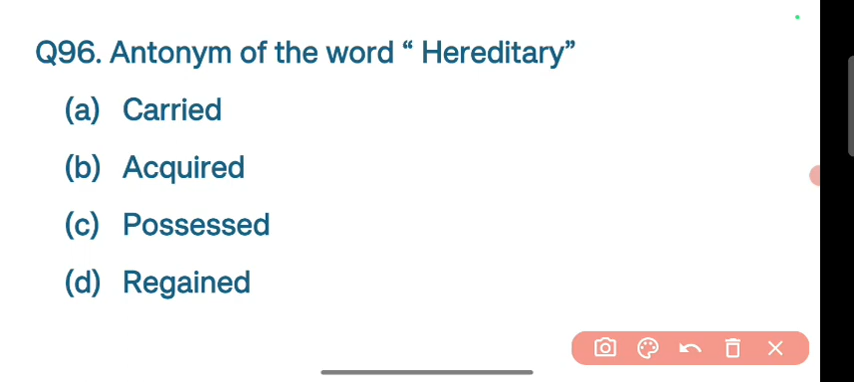 Q96. Antonym of the word “ Hereditary”
(a) Carried
(b) Acquired
(c) Possessed
(d) Regained